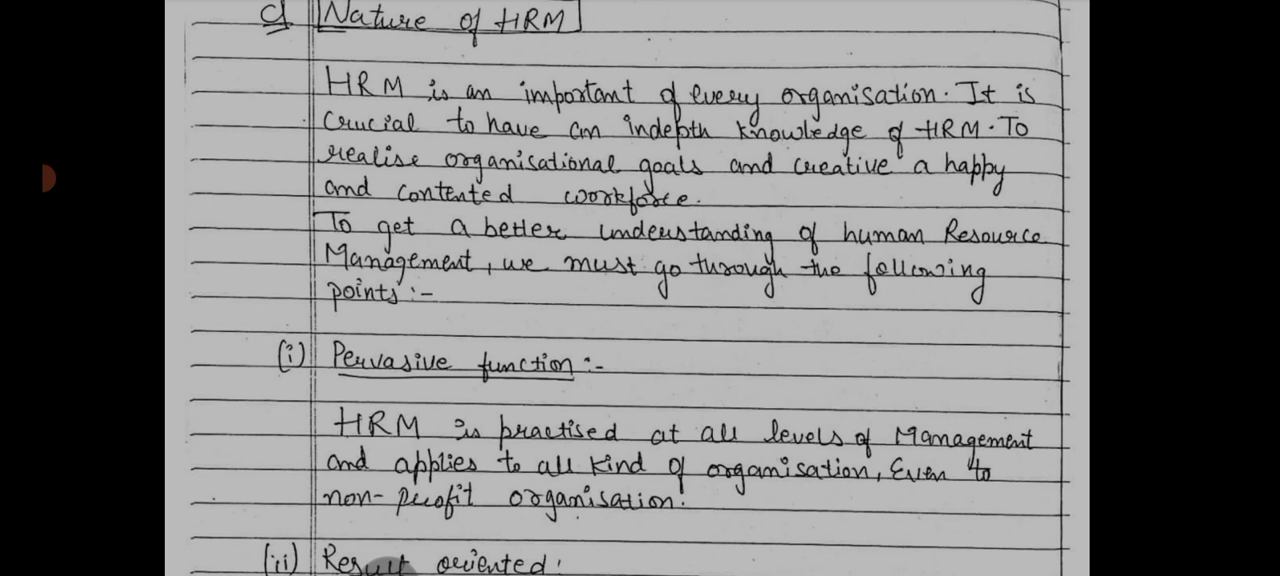 c) Nature of HRM
HRM is an important of every organisation. It is
crucial to have an indepth knowledge of HRM. To
realise organisational goals and creative a happy
and contented workforce.
To get a better understanding of human Resource
Management, we must go through the following
points :-
(i) Pervasive function :-
HRM is practised at all levels of Management
and applies to all kind of organisation, Even to
non-profit organisation.
(ii) Result oriented :